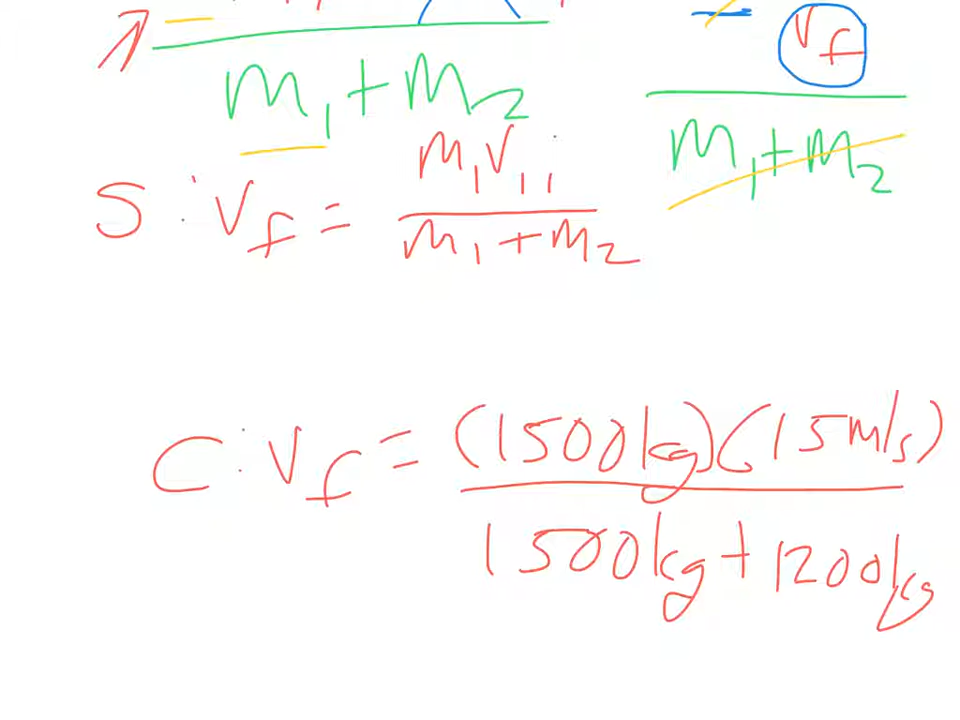 Vf
m1+m2
m1+m2
m1V1i
S: Vf = ─────
m1+m2
C: Vf = (1500kg)(15m/s)
1500kg+1200kg